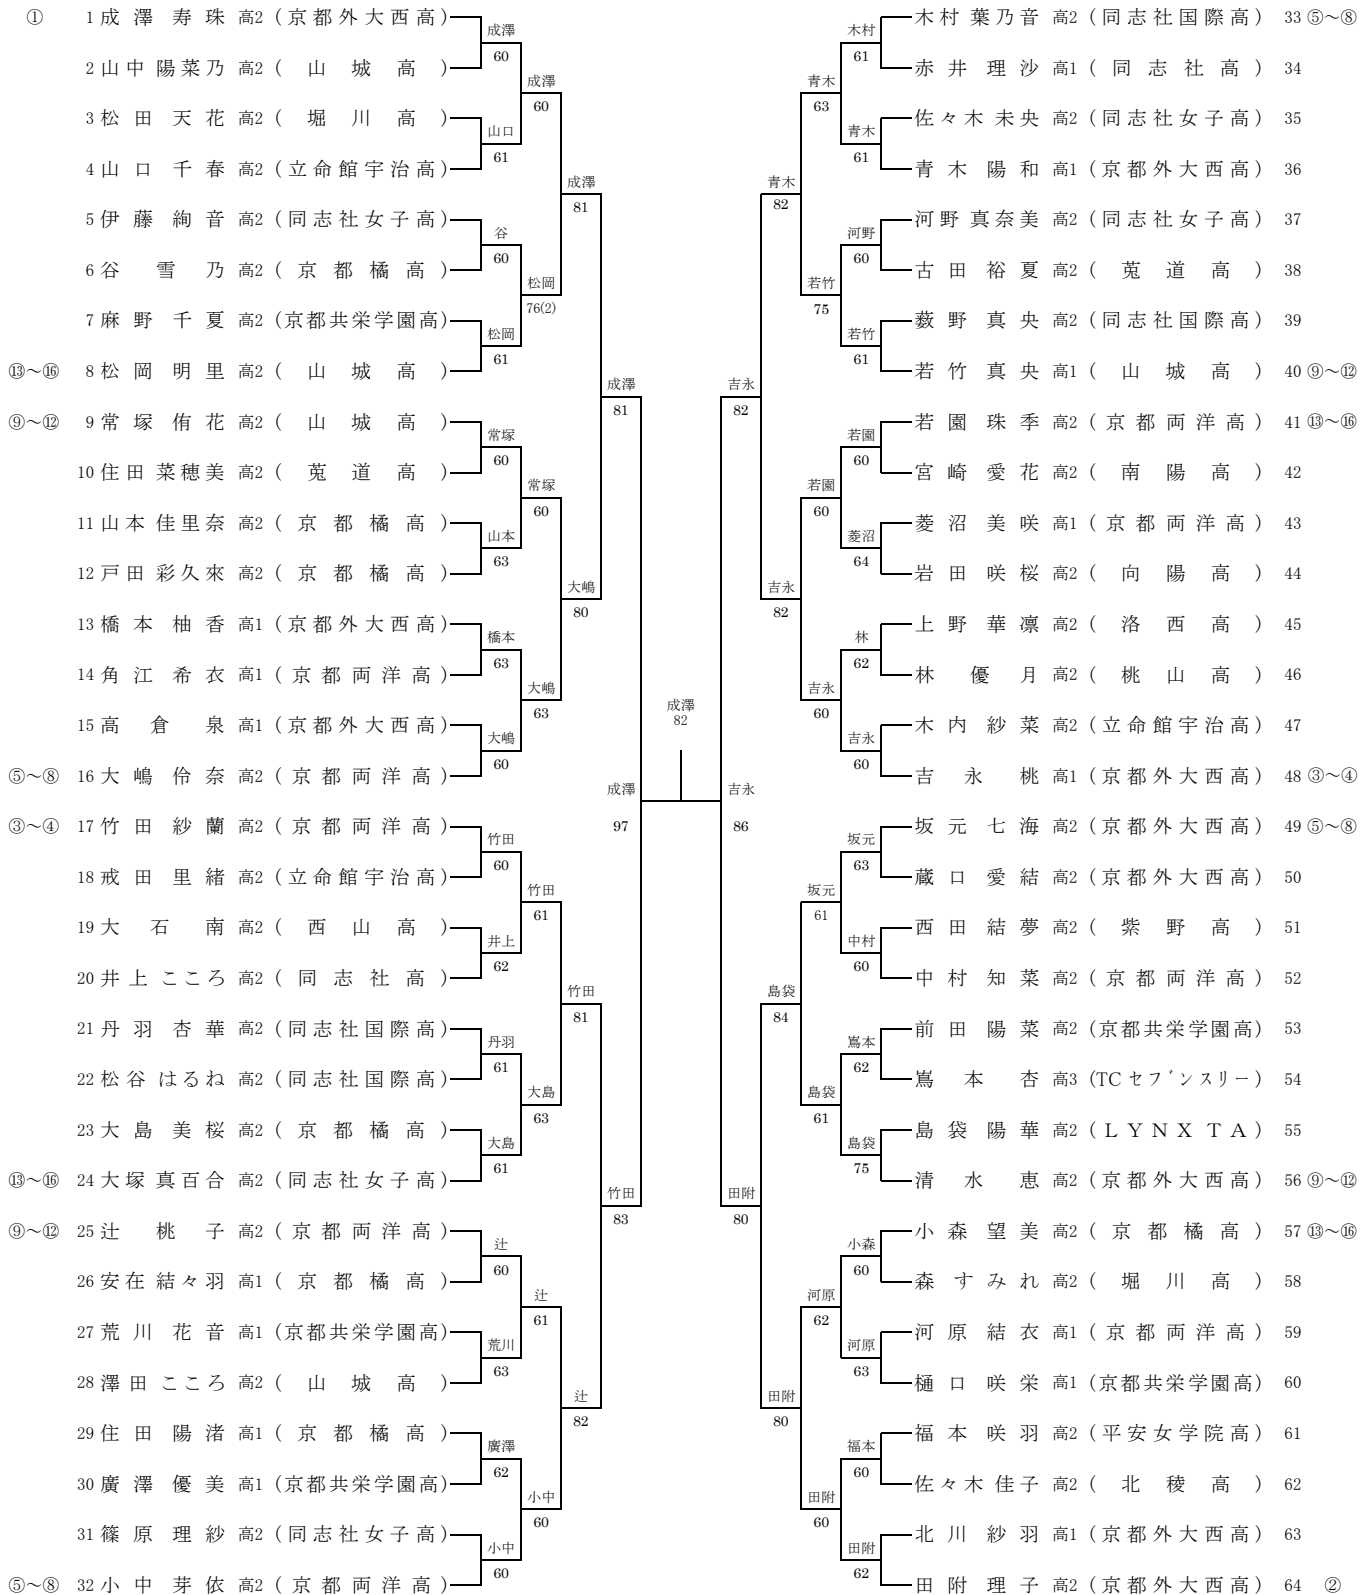 ① 1 成澤寿珠 高2 (京都外大西高)
成澤
60
2 山中陽菜乃 高2 (山城高)
成澤
60
3 松田天花 高2 (堀川高)
山口
61
4 山口千春 高2 (立命館宇治高)
成澤
81
5 伊藤絢音 高2 (同志社女子高)
谷
60
6 谷雪乃 高2 (京都橘高)
松岡
76(2)
7 麻野千夏 高2 (京都共栄学園高)
松岡
61
⑬～⑯ 8 松岡明里 高2 (山城高)
成澤
81
⑨～⑫ 9 常塚侑花 高2 (山城高)
常塚
60
10 住田菜穂美 高2 (莵道高)
常塚
60
11 山本佳里奈 高2 (京都橘高)
山本
63
12 戸田彩久來 高2 (京都橘高)
大嶋
80
13 橋本柚香 高1 (京都外大西高)
橋本
63
14 角江希衣 高1 (京都両洋高)
大嶋
63
15 高倉泉 高1 (京都外大西高)
大嶋
60
⑤～⑧ 16 大嶋伶奈 高2 (京都両洋高)
成澤
97
③～④ 17 竹田紗蘭 高2 (京都両洋高)
竹田
60
18 戒田里緒 高2 (立命館宇治高)
竹田
61
19 大石南 高2 (西山高)
井上
62
20 井上こころ 高2 (同志社高)
竹田
81
21 丹羽杏華 高2 (同志社国際高)
丹羽
61
22 松谷はるね 高2 (同志社国際高)
大島
63
23 大島美桜 高2 (京都橘高)
大島
61
⑬～⑯ 24 大塚真百合 高2 (同志社女子高)
竹田
83
⑨～⑫ 25 辻桃子 高2 (京都両洋高)
辻
60
26 安在結々羽 高1 (京都橘高)
辻
61
27 荒川花音 高1 (京都共栄学園高)
荒川
63
28 澤田こころ 高2 (山城高)
辻
82
29 住田陽渚 高1 (京都橘高)
廣澤
62
30 廣澤優美 高1 (京都共栄学園高)
小中
60
31 篠原理紗 高2 (同志社女子高)
小中
60
⑤～⑧ 32 小中芽依 高2 (京都両洋高)
成澤
82
木村葉乃音 高2 (同志社国際高) 33 ⑤～⑧
木村
61
赤井理沙 高1 (同志社高) 34
青木
63
佐々木未央 高2 (同志社女子高) 35
青木
61
青木陽和 高1 (京都外大西高) 36
青木
82
河野真奈美 高2 (同志社女子高) 37
河野
60
古田裕夏 高2 (莵道高) 38
若竹
75
薮野真央 高2 (同志社国際高) 39
若竹
61
若竹真央 高1 (山城高) 40 ⑨～⑫
吉永
82
若園珠季 高2 (京都両洋高) 41 ⑬～⑯
若園
60
宮崎愛花 高2 (南陽高) 42
若園
60
菱沼美咲 高1 (京都両洋高) 43
菱沼
64
岩田咲桜 高2 (向陽高) 44
吉永
82
上野華凛 高2 (洛西高) 45
林
62
林優月 高2 (桃山高) 46
吉永
60
木内紗菜 高2 (立命館宇治高) 47
吉永
60
吉永桃 高1 (京都外大西高) 48 ③～④
吉永
86
坂元七海 高2 (京都外大西高) 49 ⑤～⑧
坂元
63
蔵口愛結 高2 (京都外大西高) 50
坂元
61
西田結夢 高2 (紫野高) 51
中村
60
中村知菜 高2 (京都両洋高) 52
島袋
84
前田陽菜 高2 (京都共栄学園高) 53
嶌本
62
嶌本杏 高3 (TCセブンスリー) 54
島袋
61
島袋陽華 高2 (LYNX TA) 55
島袋
75
清水恵 高2 (京都外大西高) 56 ⑨～⑫
田附
80
小森望美 高2 (京都橘高) 57 ⑬～⑯
小森
60
森すみれ 高2 (堀川高) 58
河原
62
河原結衣 高1 (京都両洋高) 59
河原
63
樋口咲栄 高1 (京都共栄学園高) 60
田附
80
福本咲羽 高2 (平安女学院高) 61
福本
60
佐々木佳子 高2 (北稜高) 62
田附
60
北川紗羽 高1 (京都外大西高) 63
田附
62
田附理子 高2 (京都外大西高) 64 ②